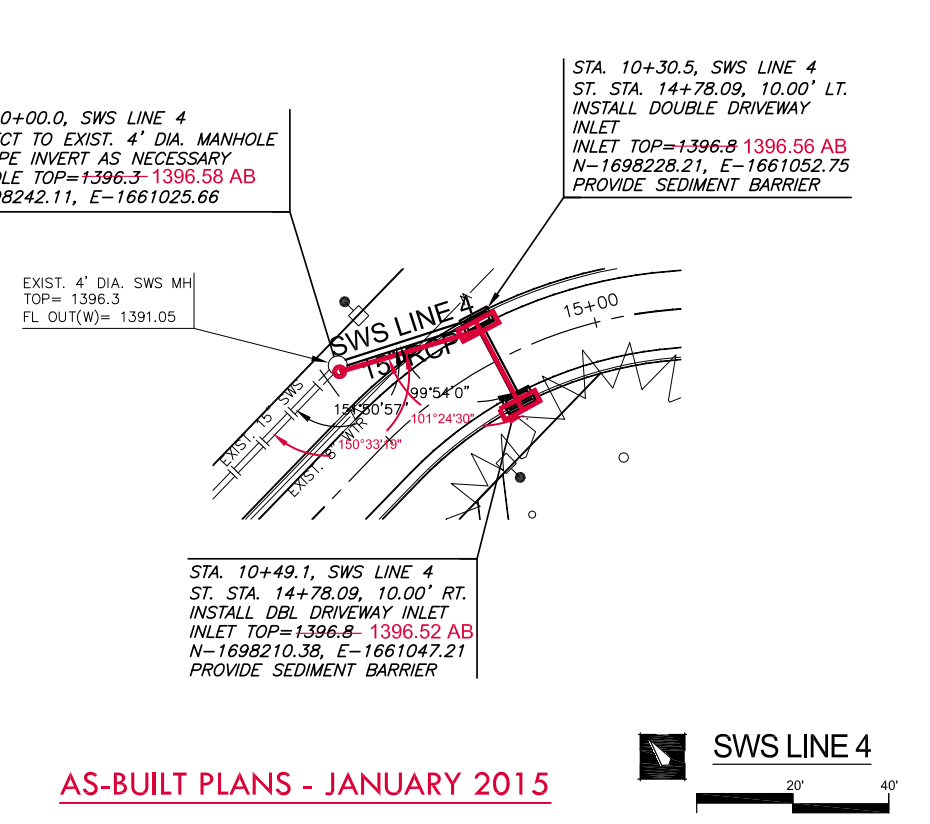 STA. 10+30.5, SWS LINE 4
ST. STA. 14+78.09, 10.00' LT.
INSTALL DOUBLE DRIVEWAY
INLET
INLET TOP=1396.8 1396.56 AB
N-1698228.21, E-1661052.75
PROVIDE SEDIMENT BARRIER
0+00.0, SWS LINE 4
CT TO EXIST. 4' DIA. MANHOLE
PE INVERT AS NECESSARY
LE TOP=1396.3 1396.58 AB
98242.11, E-1661025.66
EXIST. 4' DIA. SWS MH
TOP= 1396.3
FL OUT(W)= 1391.05
SWS LINE 4
15" RCP
15+00
99°54'0"
151°50'57"
101°24'30"
150°33'19"
EXIST. 15" SWS
EXIST. 8" WTR
STA. 10+49.1, SWS LINE 4
ST. STA. 14+78.09, 10.00' RT.
INSTALL DBL DRIVEWAY INLET
INLET TOP=1396.8 1396.52 AB
N-1698210.38, E-1661047.21
PROVIDE SEDIMENT BARRIER
SWS LINE 4
20' 40'
AS-BUILT PLANS - JANUARY 2015